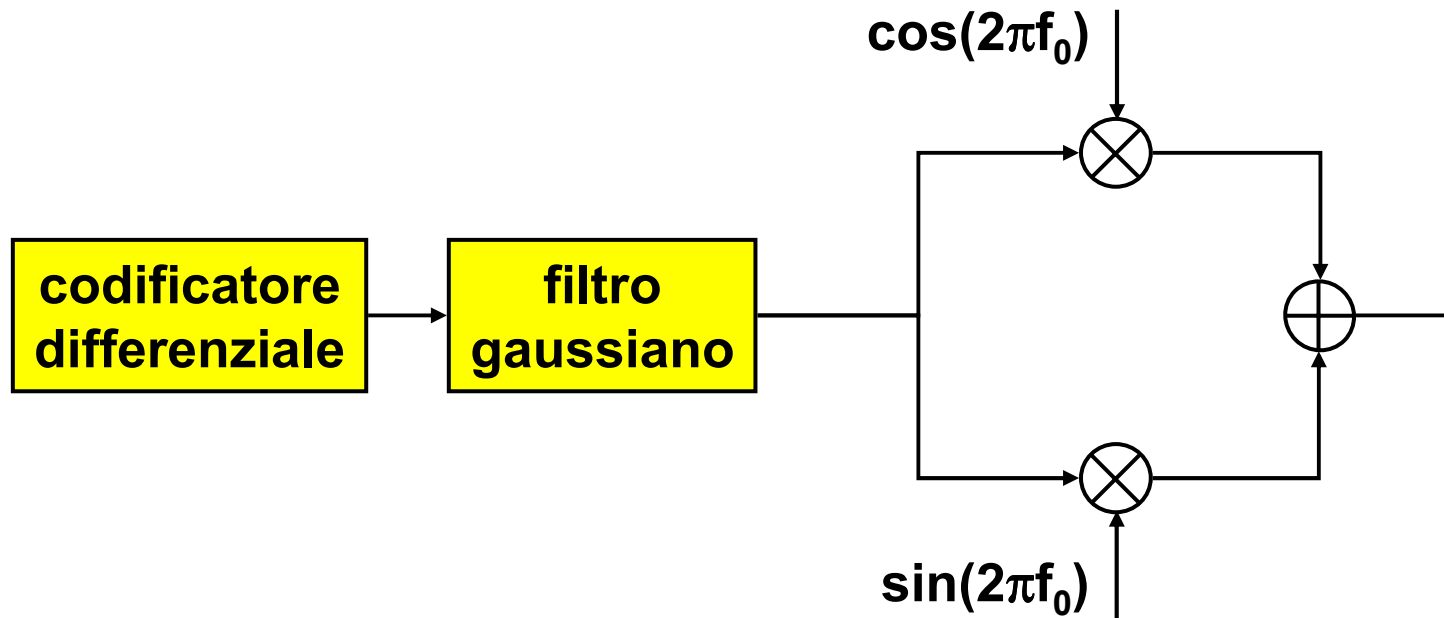 cos(2πf₀)
codificatore
differenziale
filtro
gaussiano
sin(2πf₀)